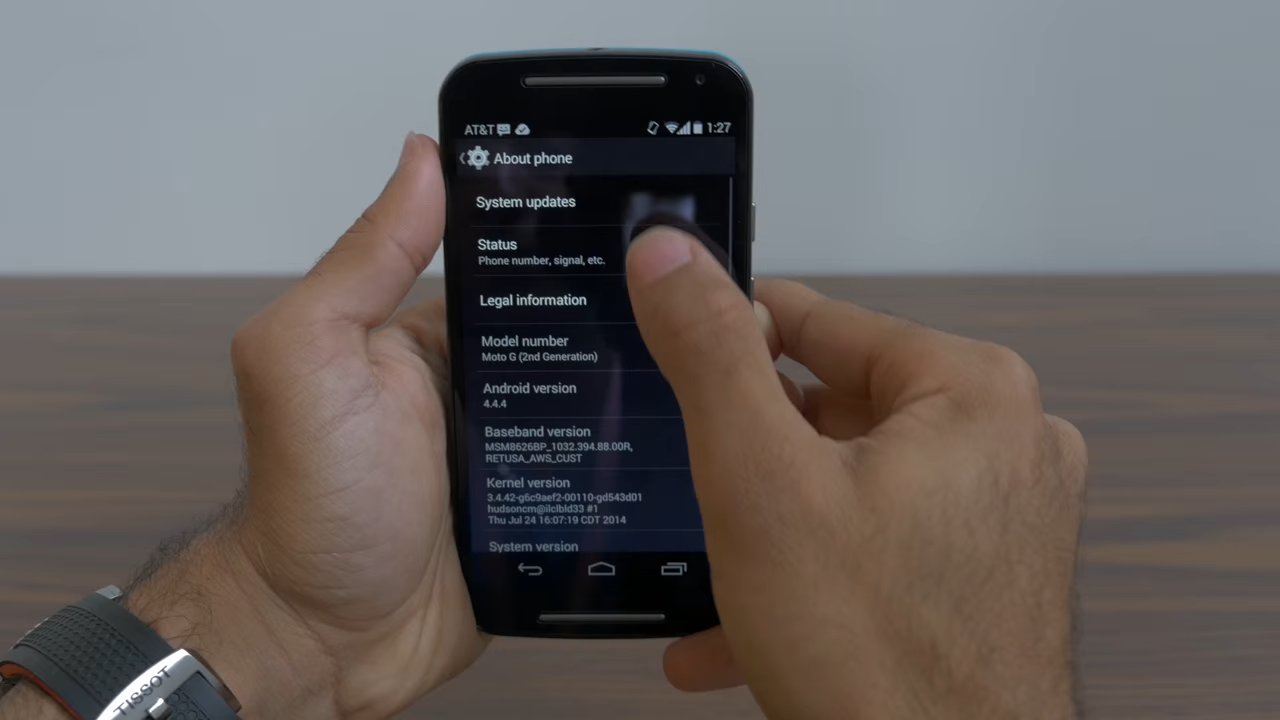 AT&T 1:27
About phone
System updates
Status
Phone number, signal, etc.
Legal information
Model number
Moto G (2nd Generation)
Android version
4.4.4
Baseband version
MSM8626BP_1032.394.88.00R,
RETUSA_AWS_CUST
Kernel version
3.4.42-g6c9aef2-00110-gd543d01
hudsoncm@ilclbld33 #1
Thu Jul 24 16:07:19 CDT 2014
System version
TISSOT